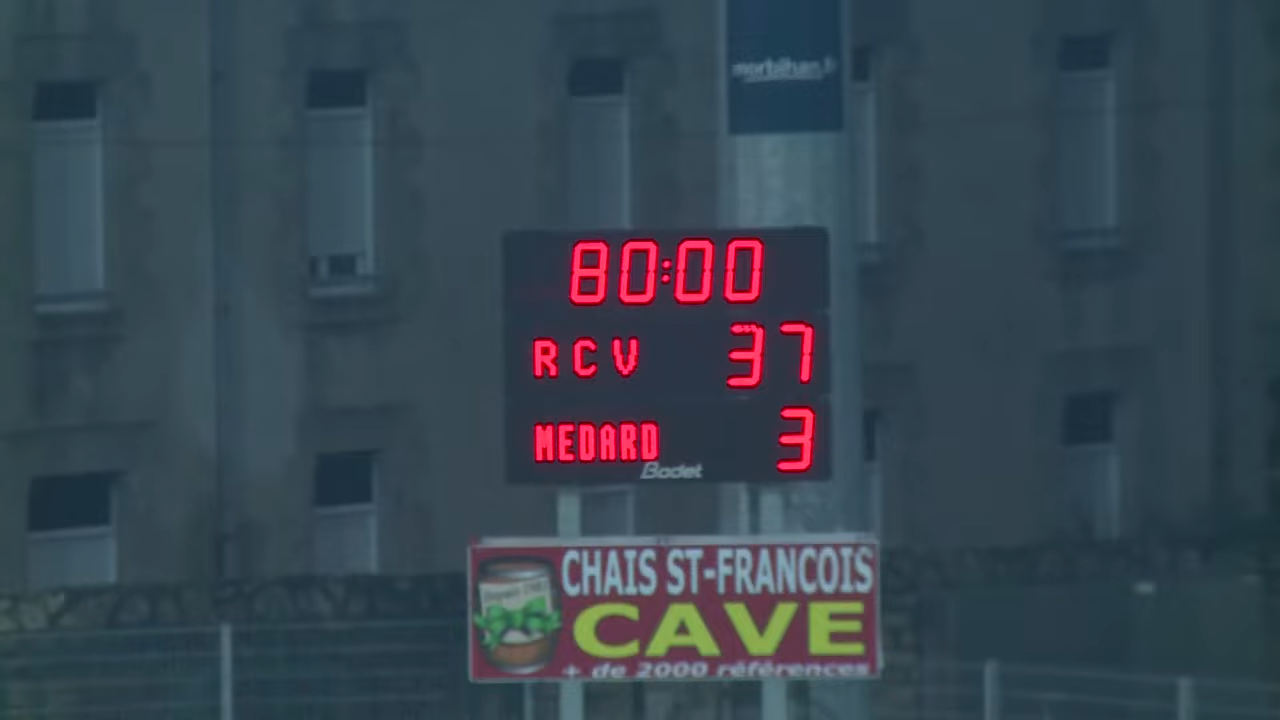 morbihan.fr
80:00
RCV 37
MEDARD 3
Bodet
CHAIS ST-FRANCOIS
CAVE
+ de 2000 références